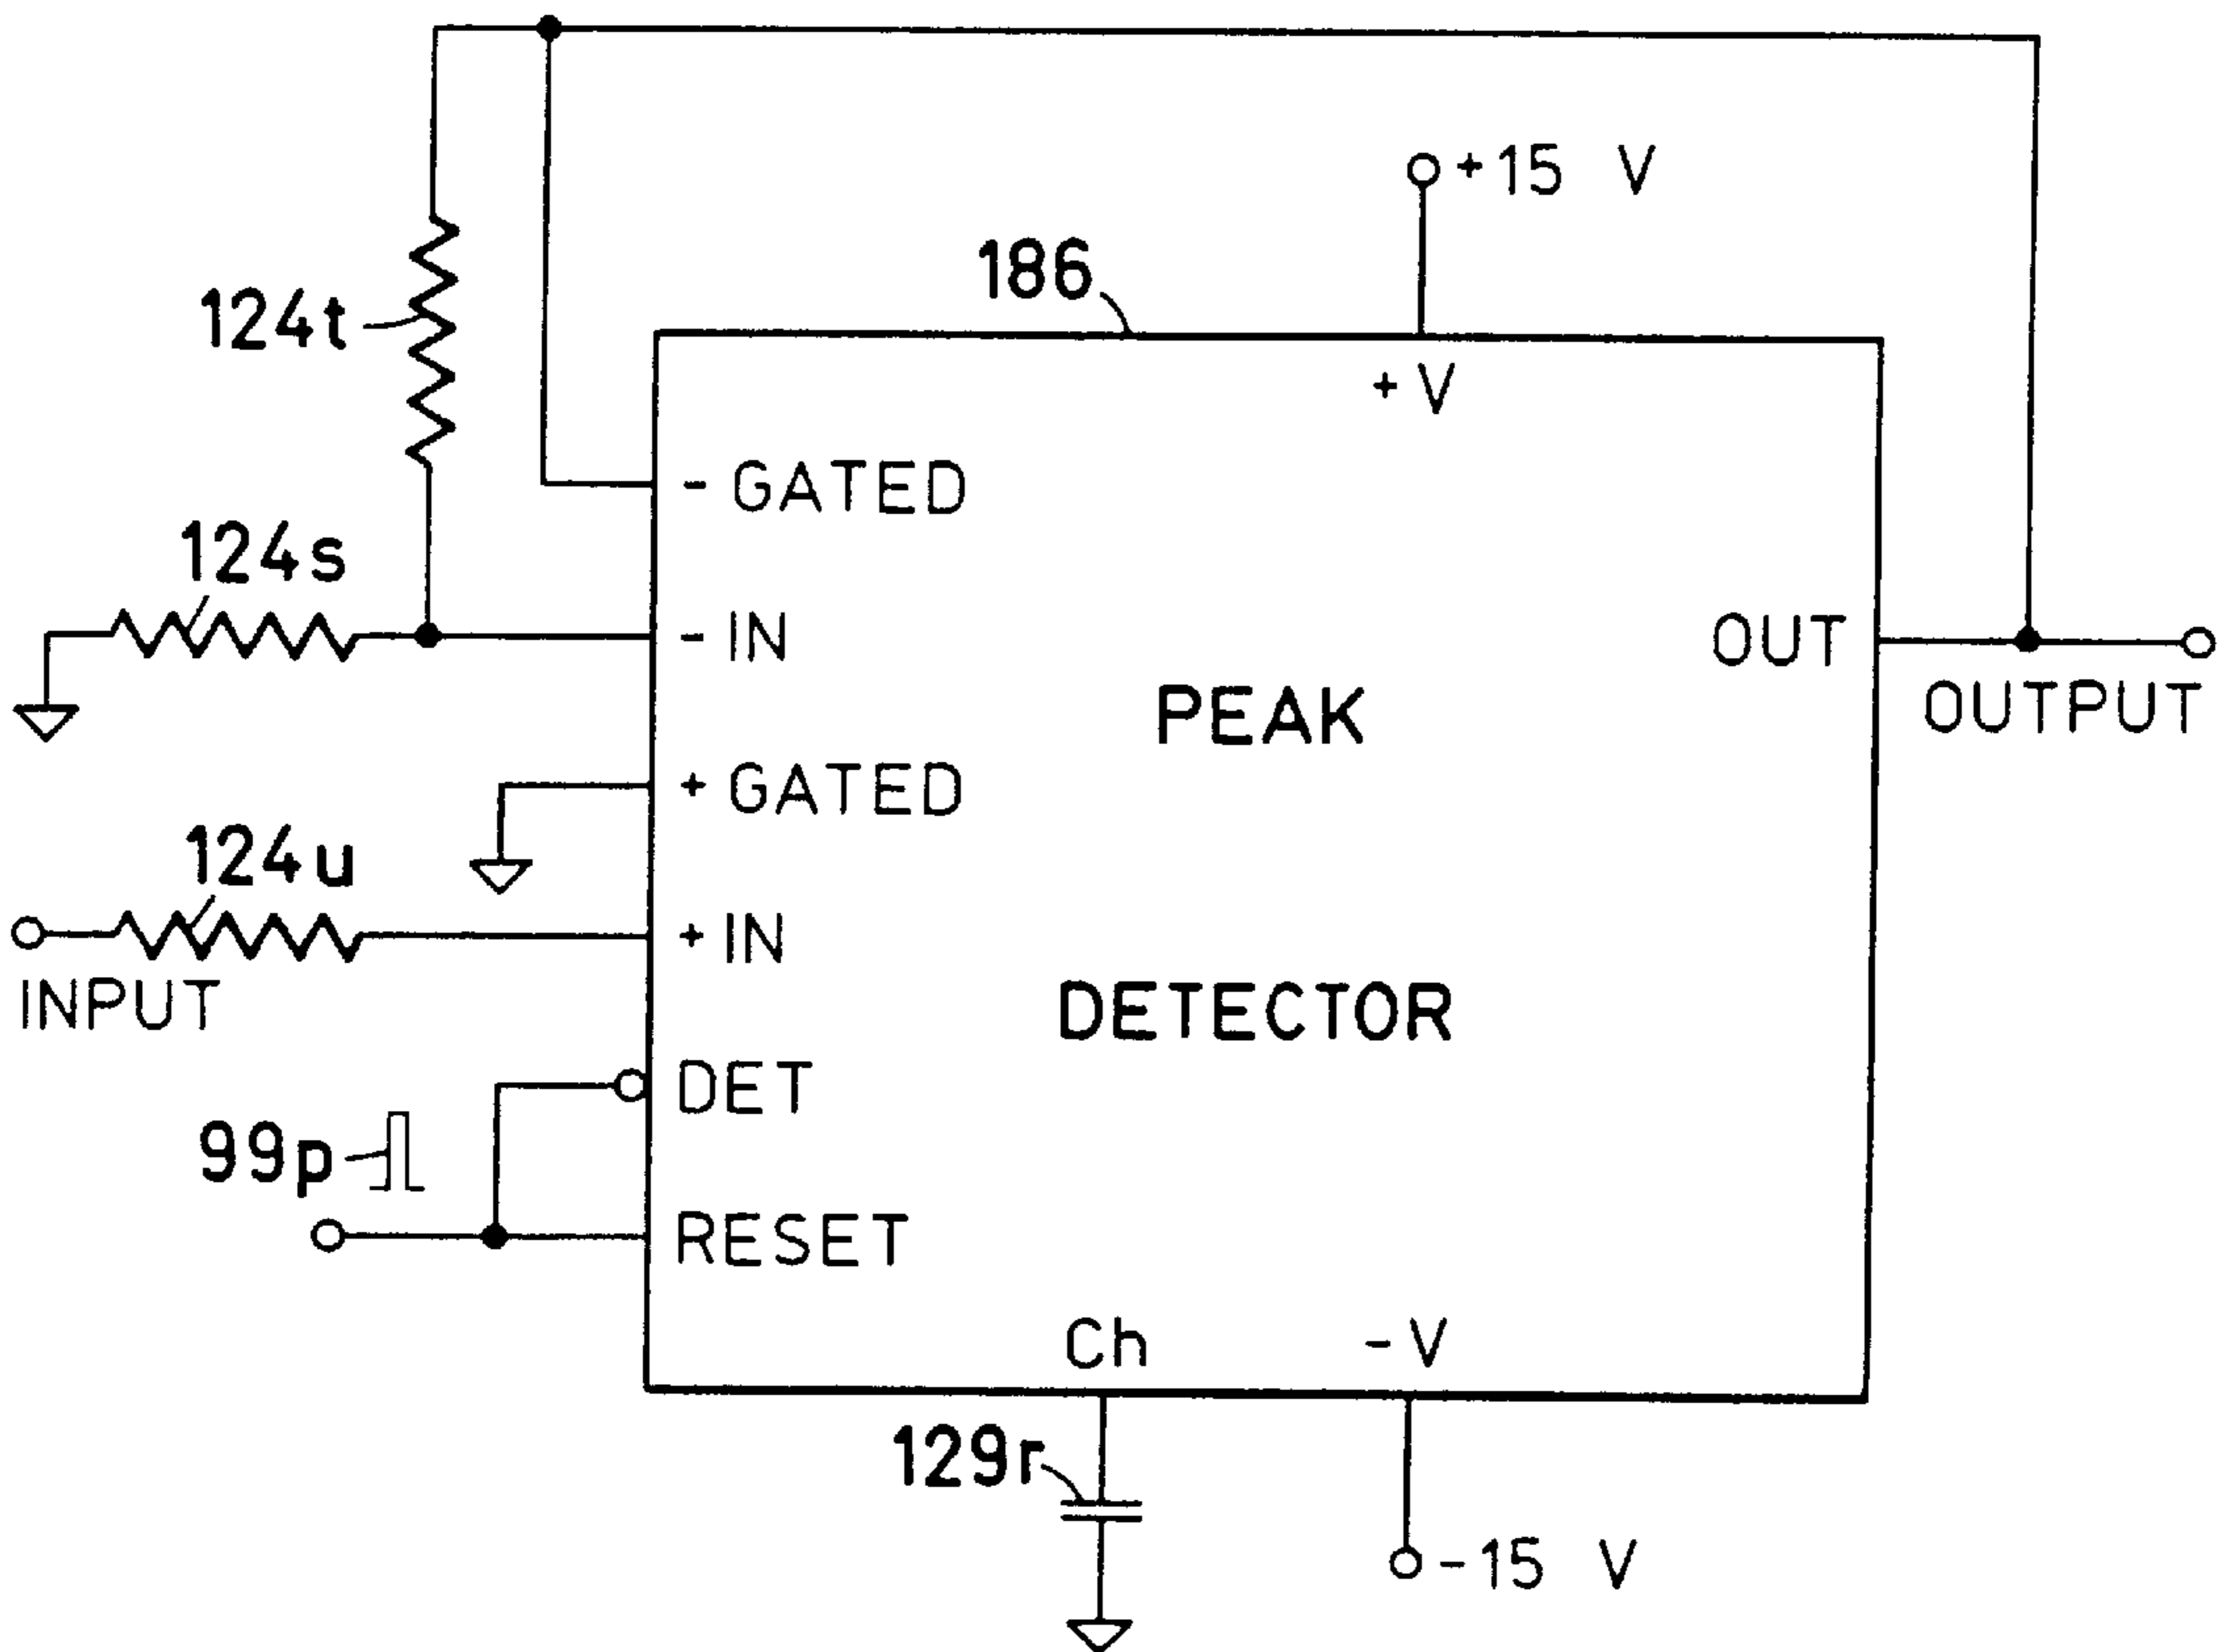 +15 V
186
124t
+V
- GATED
124s
- IN
OUT
PEAK
OUTPUT
+ GATED
124u
+ IN
INPUT
DETECTOR
DET
99p
RESET
Ch
- V
129r
-15 V